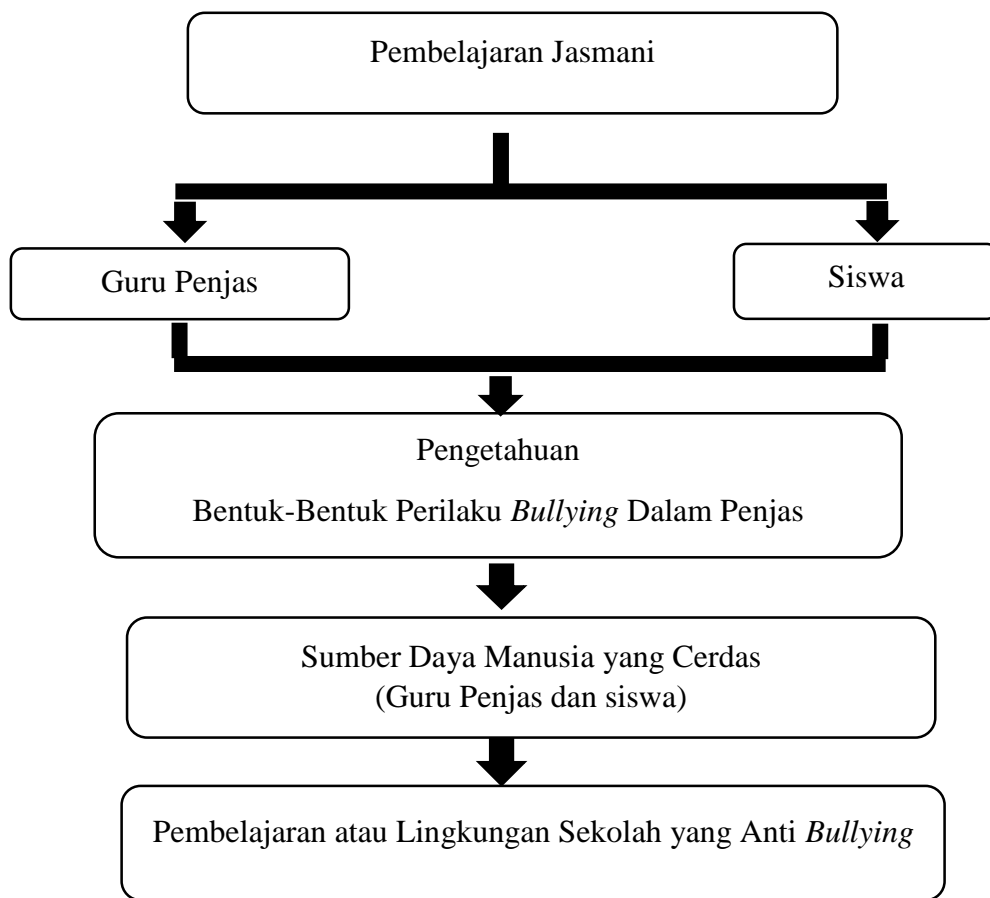 Pembelajaran Jasmani
Guru Penjas
Siswa
Pengetahuan
Bentuk-Bentuk Perilaku Bullying Dalam Penjas
Sumber Daya Manusia yang Cerdas
(Guru Penjas dan siswa)
Pembelajaran atau Lingkungan Sekolah yang Anti Bullying